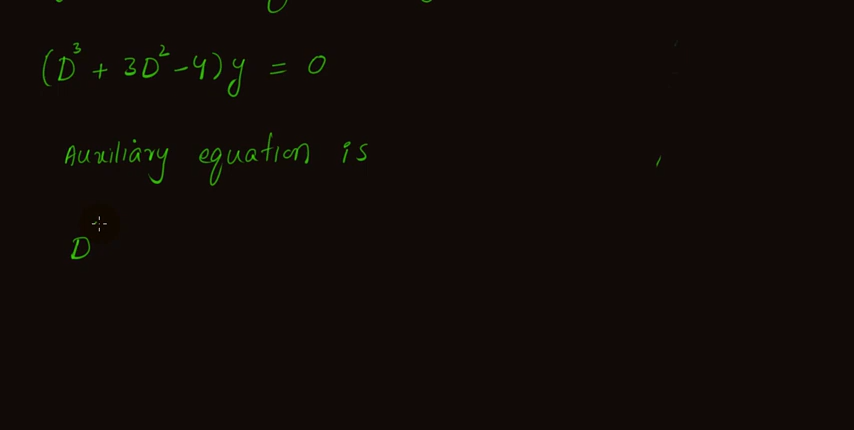 (D³ + 3D² - 4)y = 0
Auxiliary equation is
D